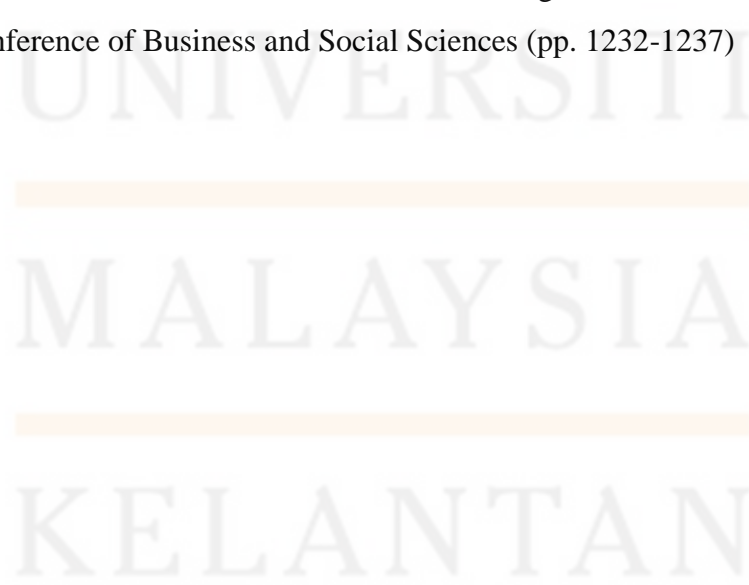 nference of Business and Social Sciences (pp. 1232-1237)
UNIVERSITI
MALAYSIA
KELANTAN